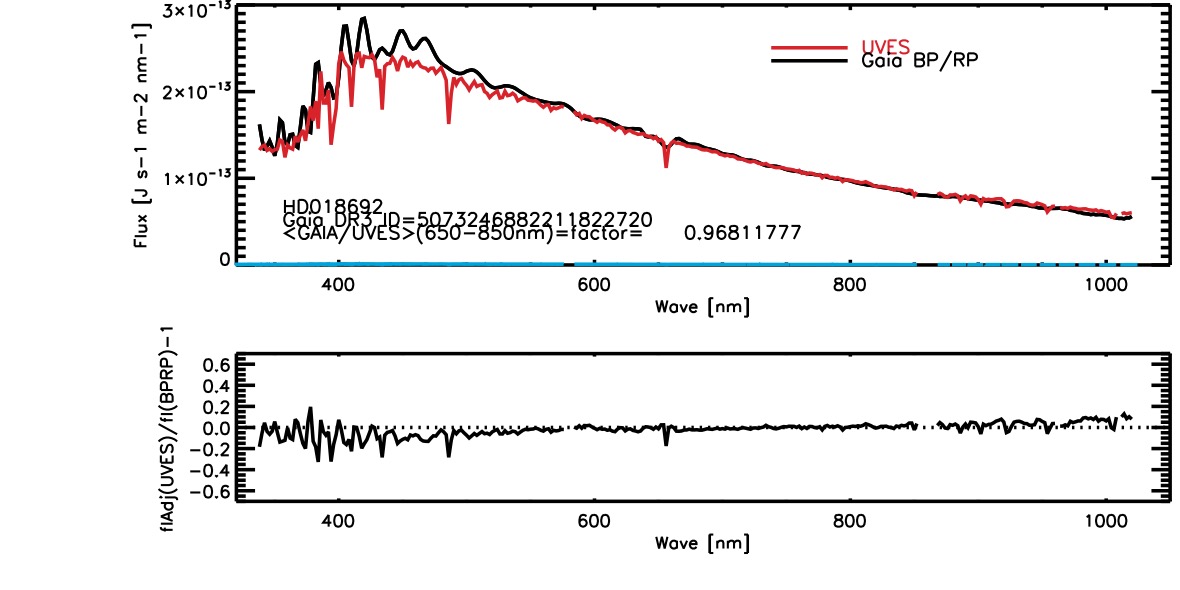 3×10−13
2×10−13
1×10−13
0
Flux [J s−1 m−2 nm−1]
UVES
Gaia BP/RP
HD018692
Gaia DR3 ID=5073246882211822720
<GAIA/UVES>(650−850nm)=factor= 0.96811777
400 600 800 1000
Wave [nm]
flAdj(UVES)/fl(BPRP)−1
0.6
0.4
0.2
0.0
−0.2
−0.4
−0.6
400 600 800 1000
Wave [nm]